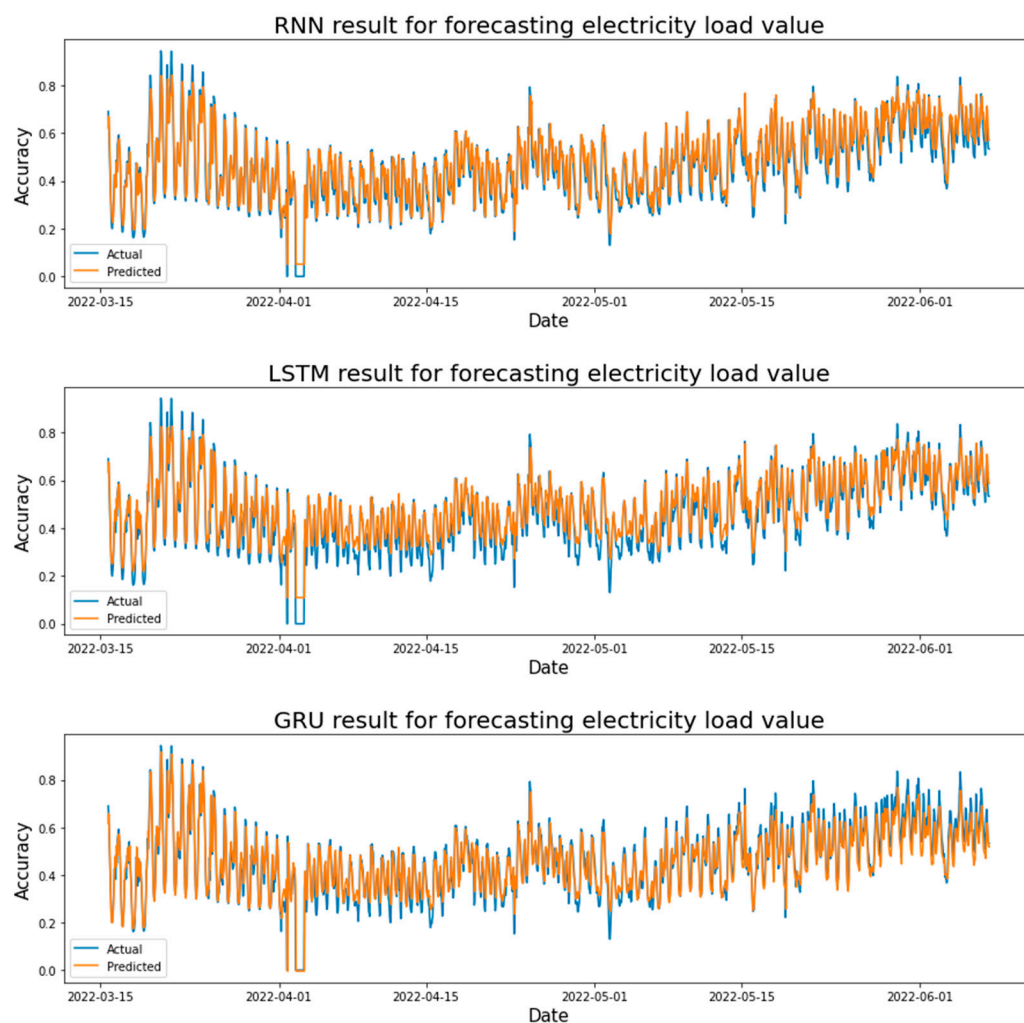 RNN result for forecasting electricity load value
Accuracy
0.8
0.6
0.4
0.2
0.0
Actual
Predicted
2022-03-15 2022-04-01 2022-04-15 2022-05-01 2022-05-15 2022-06-01
Date
LSTM result for forecasting electricity load value
Accuracy
0.8
0.6
0.4
0.2
0.0
Actual
Predicted
2022-03-15 2022-04-01 2022-04-15 2022-05-01 2022-05-15 2022-06-01
Date
GRU result for forecasting electricity load value
Accuracy
0.8
0.6
0.4
0.2
0.0
Actual
Predicted
2022-03-15 2022-04-01 2022-04-15 2022-05-01 2022-05-15 2022-06-01
Date